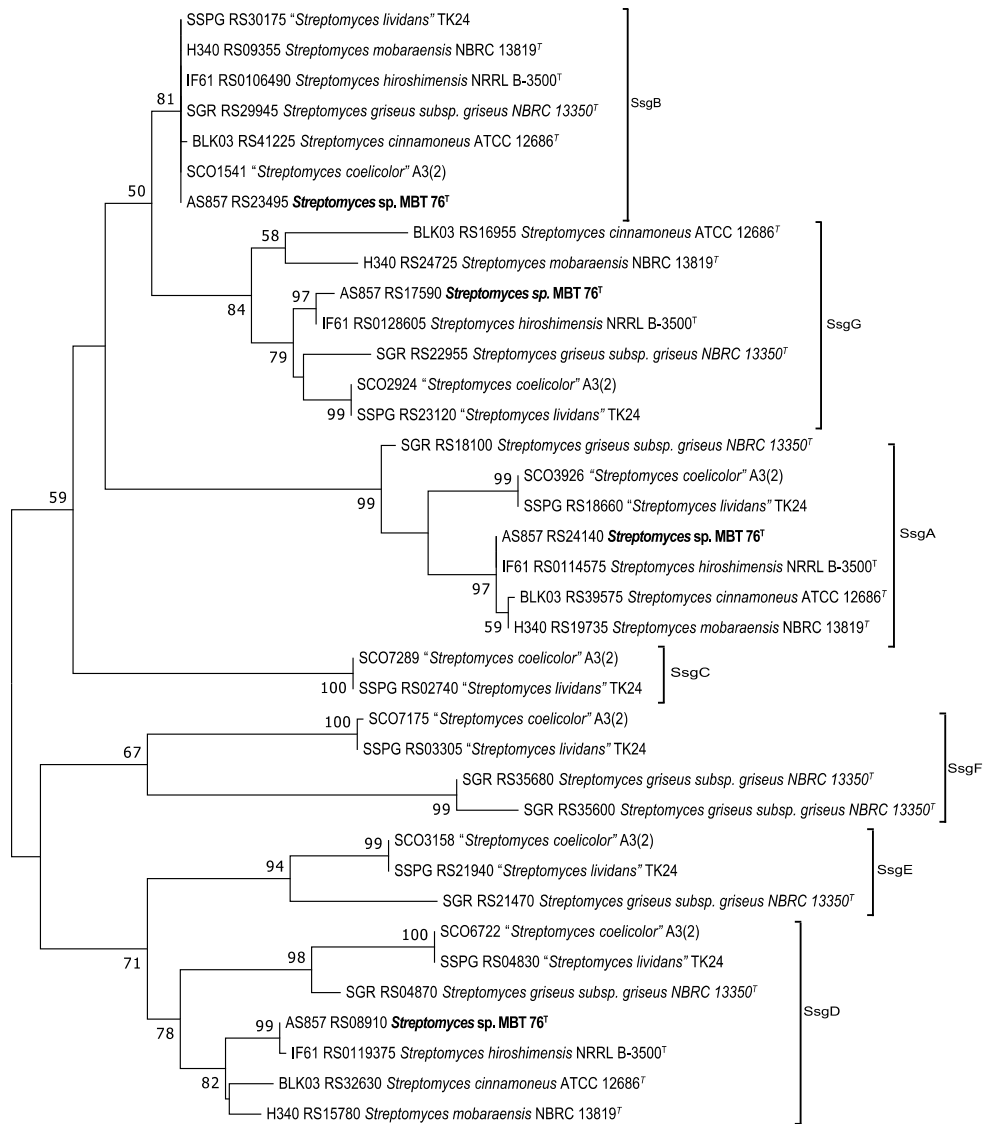 SSPG RS30175 “Streptomyces lividans” TK24
H340 RS09355 Streptomyces mobaraensis NBRC 13819T
IF61 RS0106490 Streptomyces hiroshimensis NRRL B-3500T
81
SGR RS29945 Streptomyces griseus subsp. griseus NBRC 13350T
SsgB
BLK03 RS41225 Streptomyces cinnamoneus ATCC 12686T
SCO1541 “Streptomyces coelicolor” A3(2)
50
AS857 RS23495 Streptomyces sp. MBT 76T
58
BLK03 RS16955 Streptomyces cinnamoneus ATCC 12686T
H340 RS24725 Streptomyces mobaraensis NBRC 13819T
84
97
AS857 RS17590 Streptomyces sp. MBT 76T
SsgG
IF61 RS0128605 Streptomyces hiroshimensis NRRL B-3500T
79
SGR RS22955 Streptomyces griseus subsp. griseus NBRC 13350T
SCO2924 “Streptomyces coelicolor” A3(2)
99
SSPG RS23120 “Streptomyces lividans” TK24
SGR RS18100 Streptomyces griseus subsp. griseus NBRC 13350T
59
99
99
SCO3926 “Streptomyces coelicolor” A3(2)
SSPG RS18660 “Streptomyces lividans” TK24
SsgA
AS857 RS24140 Streptomyces sp. MBT 76T
IF61 RS0114575 Streptomyces hiroshimensis NRRL B-3500T
97
BLK03 RS39575 Streptomyces cinnamoneus ATCC 12686T
59
H340 RS19735 Streptomyces mobaraensis NBRC 13819T
SCO7289 “Streptomyces coelicolor” A3(2)
SsgC
100
SSPG RS02740 “Streptomyces lividans” TK24
100
SCO7175 “Streptomyces coelicolor” A3(2)
67
SSPG RS03305 “Streptomyces lividans” TK24
SsgF
SGR RS35680 Streptomyces griseus subsp. griseus NBRC 13350T
99
SGR RS35600 Streptomyces griseus subsp. griseus NBRC 13350T
99
SCO3158 “Streptomyces coelicolor” A3(2)
94
SSPG RS21940 “Streptomyces lividans” TK24
SsgE
SGR RS21470 Streptomyces griseus subsp. griseus NBRC 13350T
71
100
SCO6722 “Streptomyces coelicolor” A3(2)
98
SSPG RS04830 “Streptomyces lividans” TK24
SGR RS04870 Streptomyces griseus subsp. griseus NBRC 13350T
SsgD
78
99
AS857 RS08910 Streptomyces sp. MBT 76T
IF61 RS0119375 Streptomyces hiroshimensis NRRL B-3500T
82
BLK03 RS32630 Streptomyces cinnamoneus ATCC 12686T
H340 RS15780 Streptomyces mobaraensis NBRC 13819T